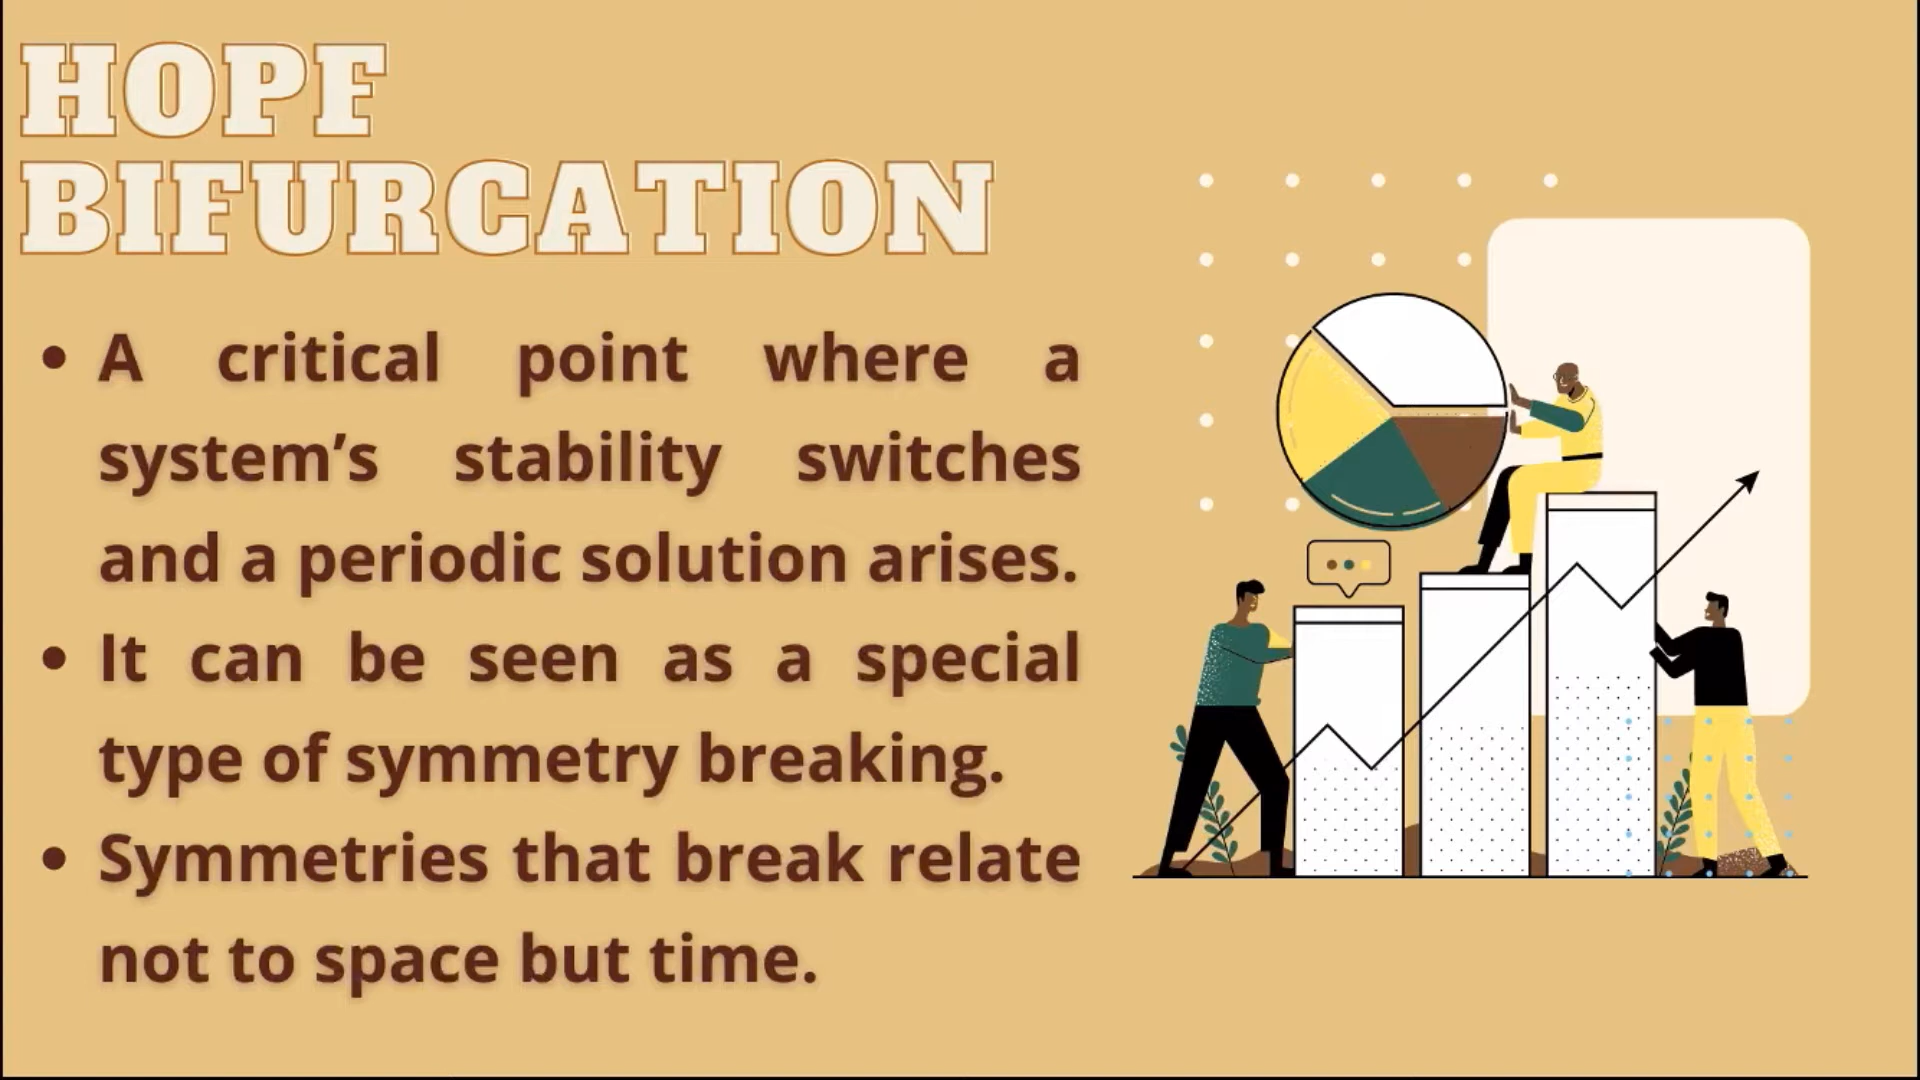 HOPF
BIFURCATION
• A critical point where a
system’s stability switches
and a periodic solution arises.
• It can be seen as a special
type of symmetry breaking.
• Symmetries that break relate
not to space but time.